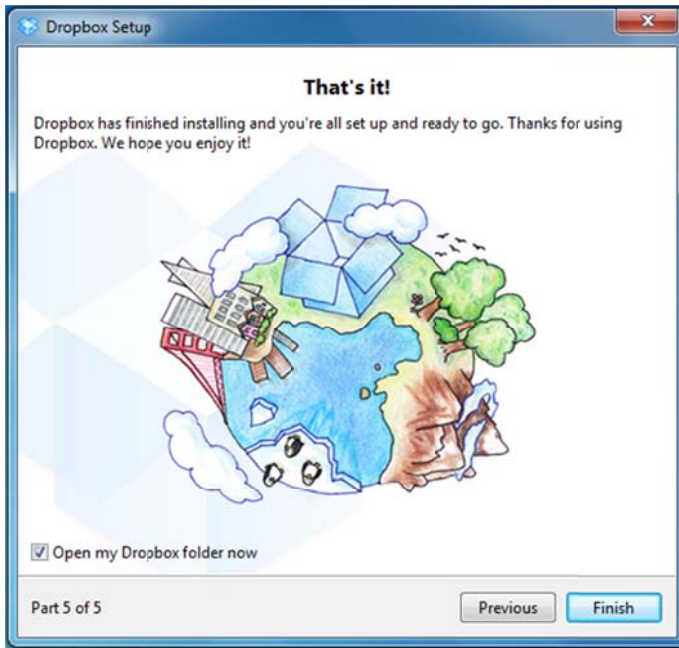 Dropbox Setup
That's it!
Dropbox has finished installing and you're all set up and ready to go. Thanks for using
Dropbox. We hope you enjoy it!
Open my Dropbox folder now
Part 5 of 5
Previous
Finish